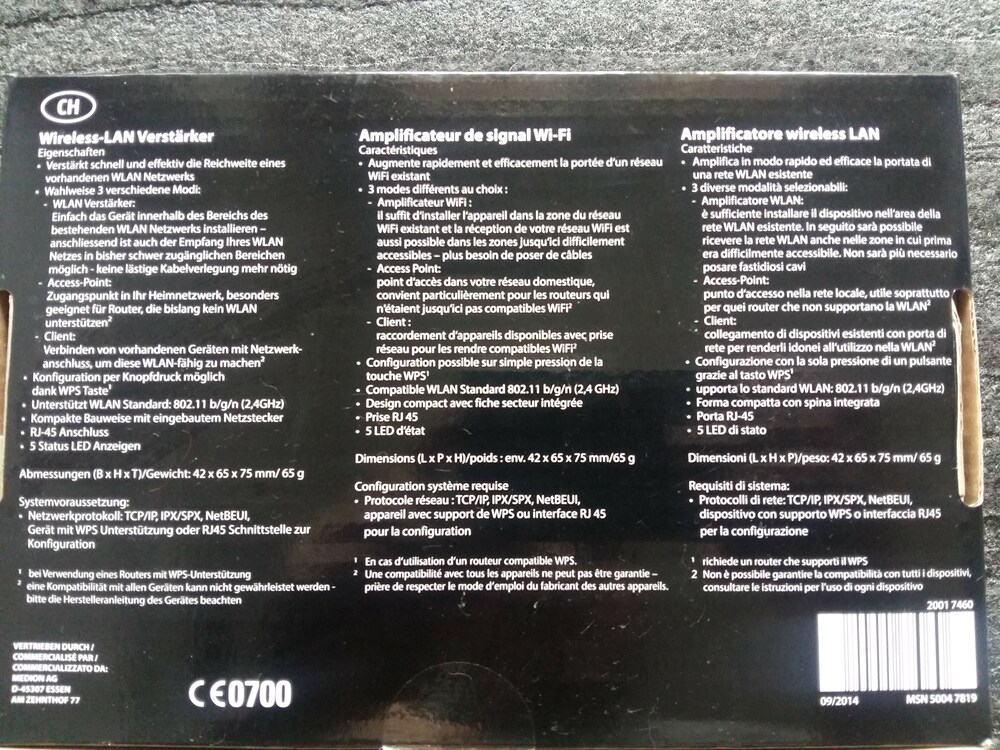 CH
Wireless-LAN Verstärker
Eigenschaften
• Verstärkt schnell und effektiv die Reichweite eines
vorhandenen WLAN Netzwerks
• Wahlweise 3 verschiedene Modi:
- WLAN Verstärker:
Einfach das Gerät innerhalb des Bereichs des
bestehenden WLAN Netzwerks installieren –
anschliessend ist auch der Empfang Ihres WLAN
Netzes in bisher schwer zugänglichen Bereichen
möglich - keine lästige Kabelverlegung mehr nötig
- Access-Point:
Zugangspunkt in Ihr Heimnetzwerk, besonders
geeignet für Router, die bislang kein WLAN
unterstützen²
- Client:
Verbinden von vorhandenen Geräten mit Netzwerk-
anschluss, um diese WLAN-fähig zu machen²
• Konfiguration per Knopfdruck möglich
dank WPS Taste¹
• Unterstützt WLAN Standard: 802.11 b/g/n (2,4GHz)
• Kompakte Bauweise mit eingebautem Netzstecker
• RJ-45 Anschluss
• 5 Status LED Anzeigen
Abmessungen (B x H x T)/Gewicht: 42 x 65 x 75 mm/ 65 g
Systemvoraussetzung:
• Netzwerkprotokoll: TCP/IP, IPX/SPX, NetBEUI,
Gerät mit WPS Unterstützung oder RJ45 Schnittstelle zur
Konfiguration
¹ bei Verwendung eines Routers mit WPS-Unterstützung
² eine Kompatibilität mit allen Geräten kann nicht gewährleistet werden -
bitte die Herstelleranleitung des Gerätes beachten
Amplificateur de signal Wi-Fi
Caractéristiques
• Augmente rapidement et efficacement la portée d'un réseau
WiFi existant
• 3 modes différents au choix :
- Amplificateur WiFi :
il suffit d'installer l'appareil dans la zone du réseau
WiFi existant et la réception de votre réseau WiFi est
aussi possible dans les zones jusqu'ici difficilement
accessibles – plus besoin de poser de câbles
- Access Point:
point d'accès dans votre réseau domestique,
convient particulièrement pour les routeurs qui
n'étaient jusqu'ici pas compatibles WiFi²
- Client :
raccordement d'appareils disponibles avec prise
réseau pour les rendre compatibles WIFI²
• Configuration possible sur simple pression de la
touche WPS¹
• Compatible WLAN Standard 802.11 b/g/n (2,4 GHz)
• Design compact avec fiche secteur intégrée
• Prise RJ 45
• 5 LED d'état
Dimensions (L x P x H)/poids : env. 42 x 65 x 75 mm/ 65 g
Configuration système requise
• Protocole réseau : TCP/IP, IPX/SPX, NetBEUI,
appareil avec support de WPS ou interface RJ 45
pour la configuration
¹ En cas d'utilisation d'un routeur compatible WPS.
² Une compatibilité avec tous les appareils ne peut pas être garantie –
prière de respecter le mode d'emploi du fabricant des autres appareils.
Amplificatore wireless LAN
Caratteristiche
• Amplifica in modo rapido ed efficace la portata di
una rete WLAN esistente
• 3 diverse modalità selezionabili:
- Amplificatore WLAN:
è sufficiente installare il dispositivo nell'area della
rete WLAN esistente. In seguito sarà possibile
ricevere la rete WLAN anche nelle zone in cui prima
era difficilmente accessibile. Non sarà più necessario
posare fastidiosi cavi
- Access-Point:
punto d'accesso nella rete locale, utile soprattutto
per quei router che non supportano la WLAN²
- Client:
collegamento di dispositivi esistenti con porta di
rete per renderli idonei all'utilizzo nella WLAN²
• Configurazione con la sola pressione di un pulsante
grazie al tasto WPS¹
• upporta lo standard WLAN: 802.11 b/g/n (2,4GHz)
• Forma compatta con spina integrata
• Porta RJ-45
• 5 LED di stato
Dimensioni (L x H x P)/peso: 42 x 65 x 75 mm/ 65 g
Requisiti di sistema:
• Protocolli di rete: TCP/IP, IPX/SPX, NetBEUI,
dispositivo con supporto WPS o interfaccia RJ45
per la configurazione
¹ richiede un router che supporti il WPS
2 Non è possibile garantire la compatibilità con tutti i dispositivi,
consultare le istruzioni per l'uso di ogni dispositivo
VERTRIEBEN DURCH /
COMMERCIALISÉ PAR /
COMMERCIALIZZATO DA:
MEDION AG
D-45307 ESSEN
AM ZEHNTHOF 77
CE0700
2001 7460
09/2014
MSN 5004 7819